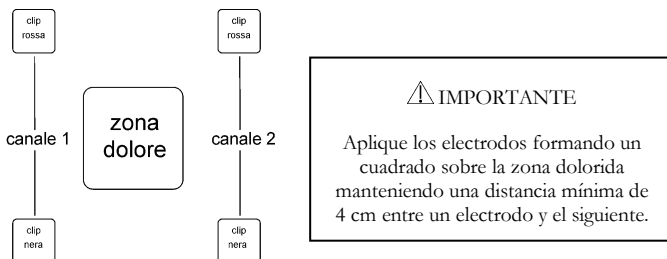 clip
rossa
clip
rossa
canale 1
zona
dolore
canale 2
clip
nera
clip
nera
⚠ IMPORTANTE
Aplique los electrodos formando un
cuadrado sobre la zona dolorida
manteniendo una distancia mínima de
4 cm entre un electrodo y el siguiente.